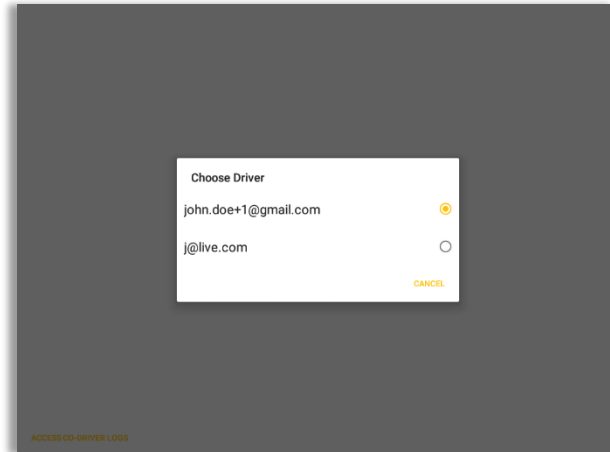 Choose Driver
john.doe+1@gmail.com
j@live.com
CANCEL
ACCESS CO-DRIVER LOGS